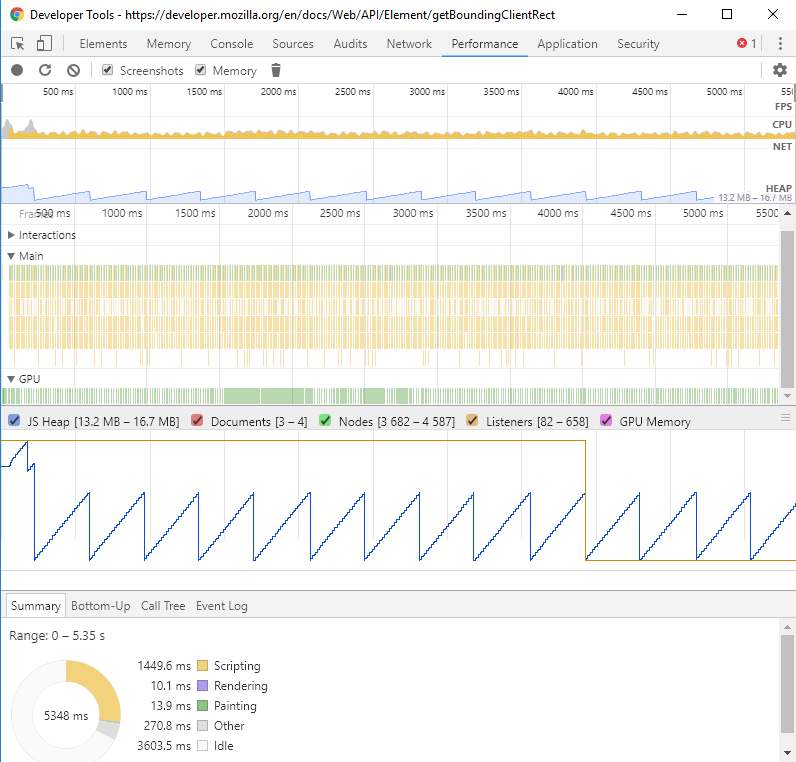 Developer Tools - https://developer.mozilla.org/en/docs/Web/API/Element/getBoundingClientRect
Elements Memory Console Sources Audits Network Performance Application Security 1
Screenshots Memory
500 ms 1000 ms 1500 ms 2000 ms 2500 ms 3000 ms 3500 ms 4000 ms 4500 ms 5000 ms 55
FPS
CPU
NET
HEAP
13.2 MB – 16.7 MB
Frames 500 ms 1000 ms 1500 ms 2000 ms 2500 ms 3000 ms 3500 ms 4000 ms 4500 ms 5000 ms 5500
Interactions
Main
GPU
JS Heap [13.2 MB – 16.7 MB] Documents [3 – 4] Nodes [3 682 – 4 587] Listeners [82 – 658] GPU Memory
Summary Bottom-Up Call Tree Event Log
Range: 0 – 5.35 s
1449.6 ms Scripting
10.1 ms Rendering
5348 ms
13.9 ms Painting
270.8 ms Other
3603.5 ms Idle